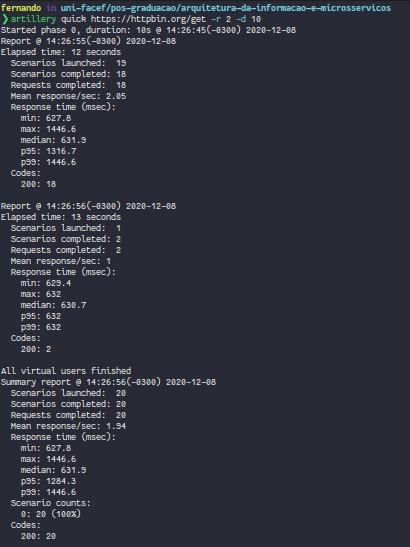 fernando in uni-facef/pos-graduacao/arquitetura-da-informacao-e-microsservicos
❯ artillery quick https://httpbin.org/get -r 2 -d 10
Started phase 0, duration: 10s @ 14:26:45(-0300) 2020-12-08
Report @ 14:26:55(-0300) 2020-12-08
Elapsed time: 12 seconds
  Scenarios launched:  19
  Scenarios completed: 18
  Requests completed:  18
  Mean response/sec: 2.05
  Response time (msec):
    min: 627.8
    max: 1446.6
    median: 631.9
    p95: 1316.7
    p99: 1446.6
  Codes:
    200: 18

Report @ 14:26:56(-0300) 2020-12-08
Elapsed time: 13 seconds
  Scenarios launched:  1
  Scenarios completed: 2
  Requests completed:  2
  Mean response/sec: 1
  Response time (msec):
    min: 629.4
    max: 632
    median: 630.7
    p95: 632
    p99: 632
  Codes:
    200: 2

All virtual users finished
Summary report @ 14:26:56(-0300) 2020-12-08
  Scenarios launched:  20
  Scenarios completed: 20
  Requests completed:  20
  Mean response/sec: 1.94
  Response time (msec):
    min: 627.8
    max: 1446.6
    median: 631.9
    p95: 1284.3
    p99: 1446.6
  Scenario counts:
    0: 20 (100%)
  Codes:
    200: 20